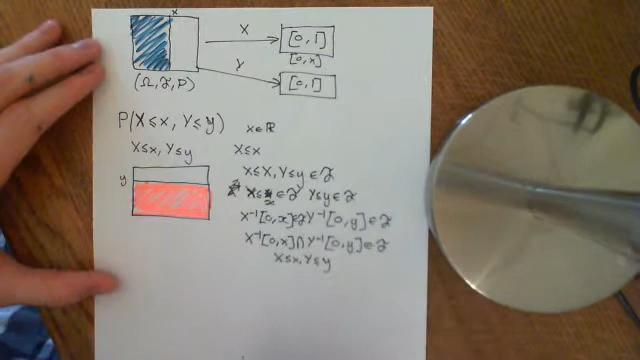 x
X
[0,1]
[0,x]
Y
[0,1]
(Ω, ℱ, P)
P(X≤x, Y≤y)
x∈ℝ
X≤x, Y≤y
X≤x
y
X≤x, Y≤y ∈ ℱ
∈ ℱ Y≤y ∈ ℱ
X⁻¹[0,x] ∈ ℱ Y⁻¹[0,y] ∈ ℱ
X⁻¹[0,x] ∩ Y⁻¹[0,y] ∈ ℱ
X≤x, Y≤y